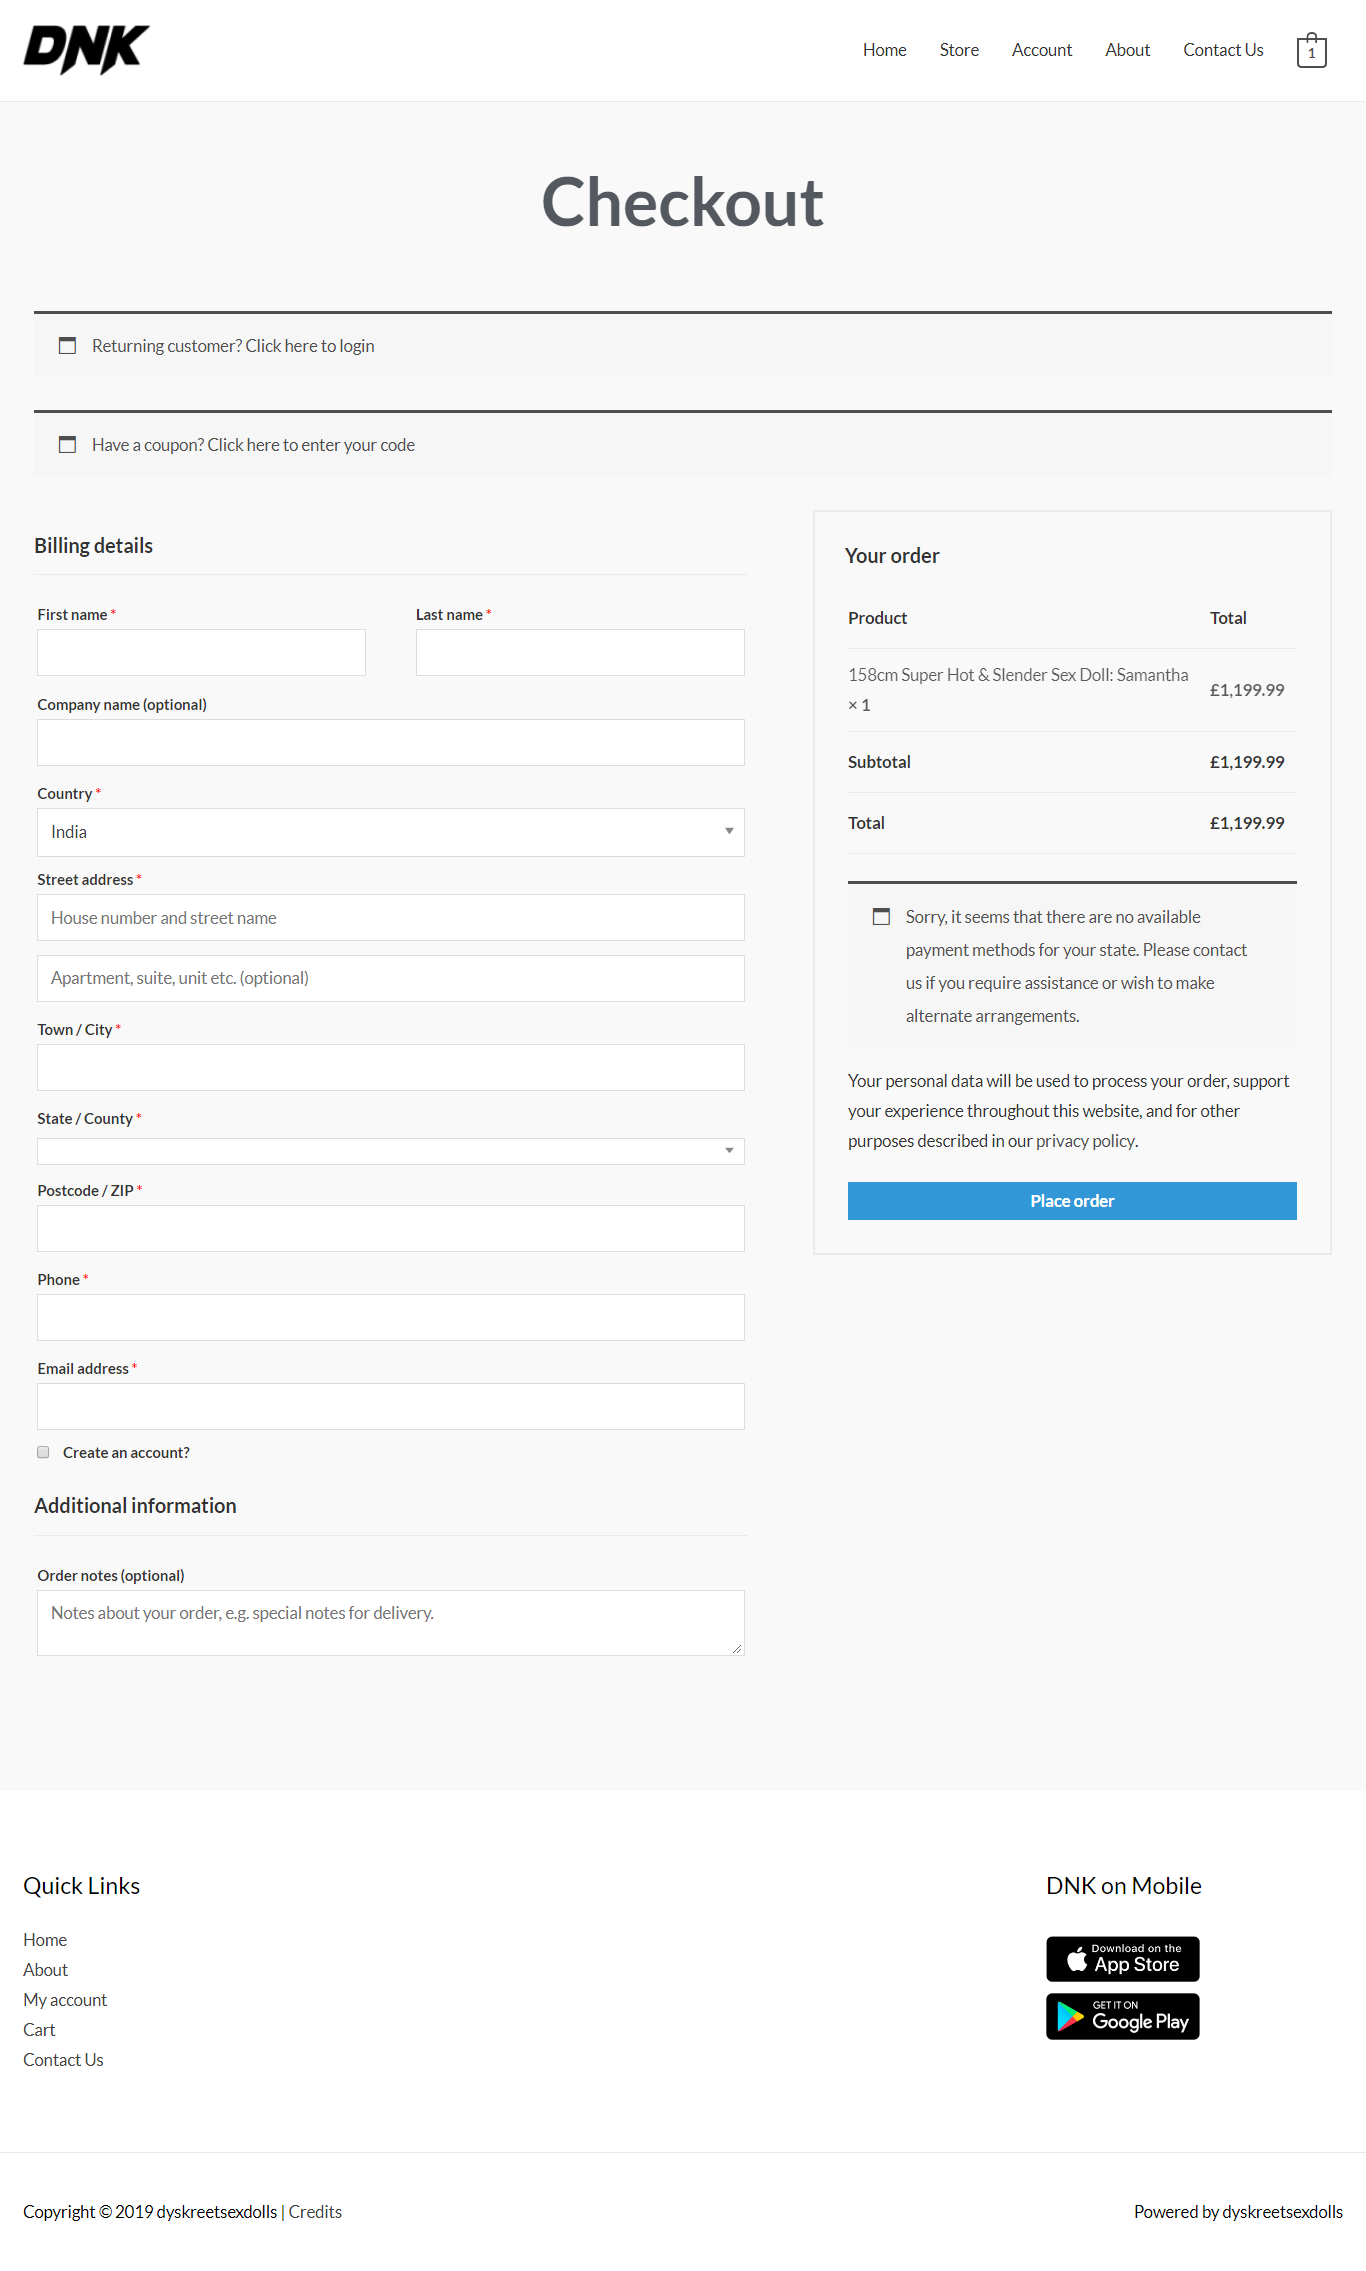 DNK
Home
Store
Account
About
Contact Us
1
Checkout
Returning customer? Click here to login
Have a coupon? Click here to enter your code
Billing details
First name *
Last name *
Company name (optional)
Country *
India
Street address *
House number and street name
Apartment, suite, unit etc. (optional)
Town / City *
State / County *
Postcode / ZIP *
Phone *
Email address *
Create an account?
Additional information
Order notes (optional)
Notes about your order, e.g. special notes for delivery.
Your order
Product Total
158cm Super Hot & Slender Sex Doll: Samantha
× 1
£1,199.99
Subtotal £1,199.99
Total £1,199.99
Sorry, it seems that there are no available
payment methods for your state. Please contact
us if you require assistance or wish to make
alternate arrangements.
Your personal data will be used to process your order, support
your experience throughout this website, and for other
purposes described in our privacy policy.
Place order
Quick Links
Home
About
My account
Cart
Contact Us
DNK on Mobile
Download on the
App Store
GET IT ON
Google Play
Copyright © 2019 dyskreetsexdolls | Credits
Powered by dyskreetsexdolls